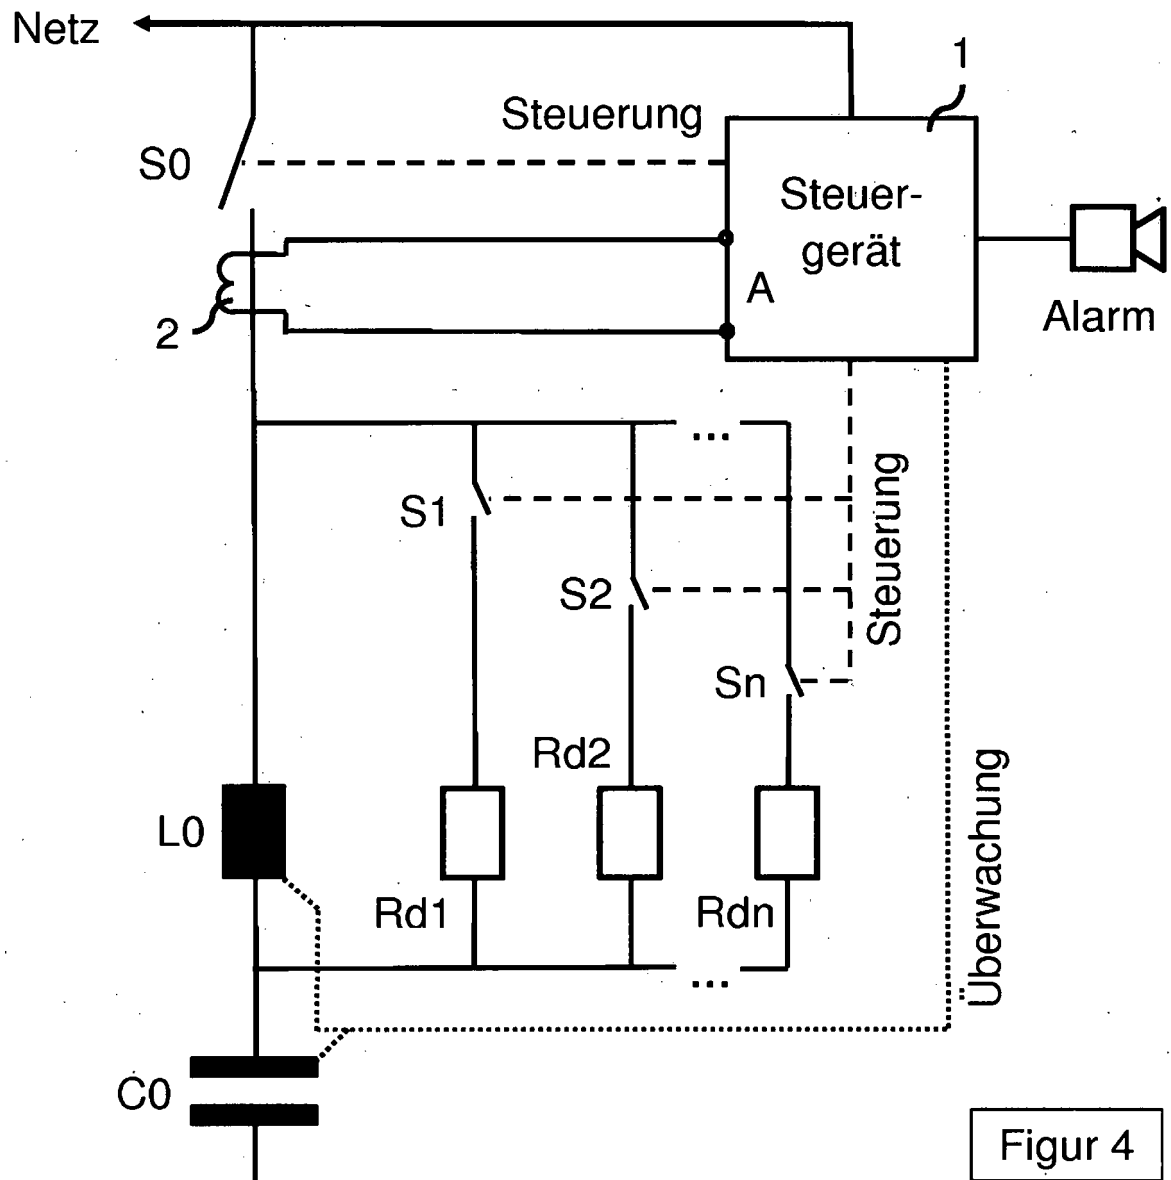 Netz
1
Steuerung
S0
Steuer-
gerät
A
2
Alarm
...
S1
S2
Sn
Steuerung
Rd2
L0
Rd1
Rdn
Überwachung
...
C0
Figur 4